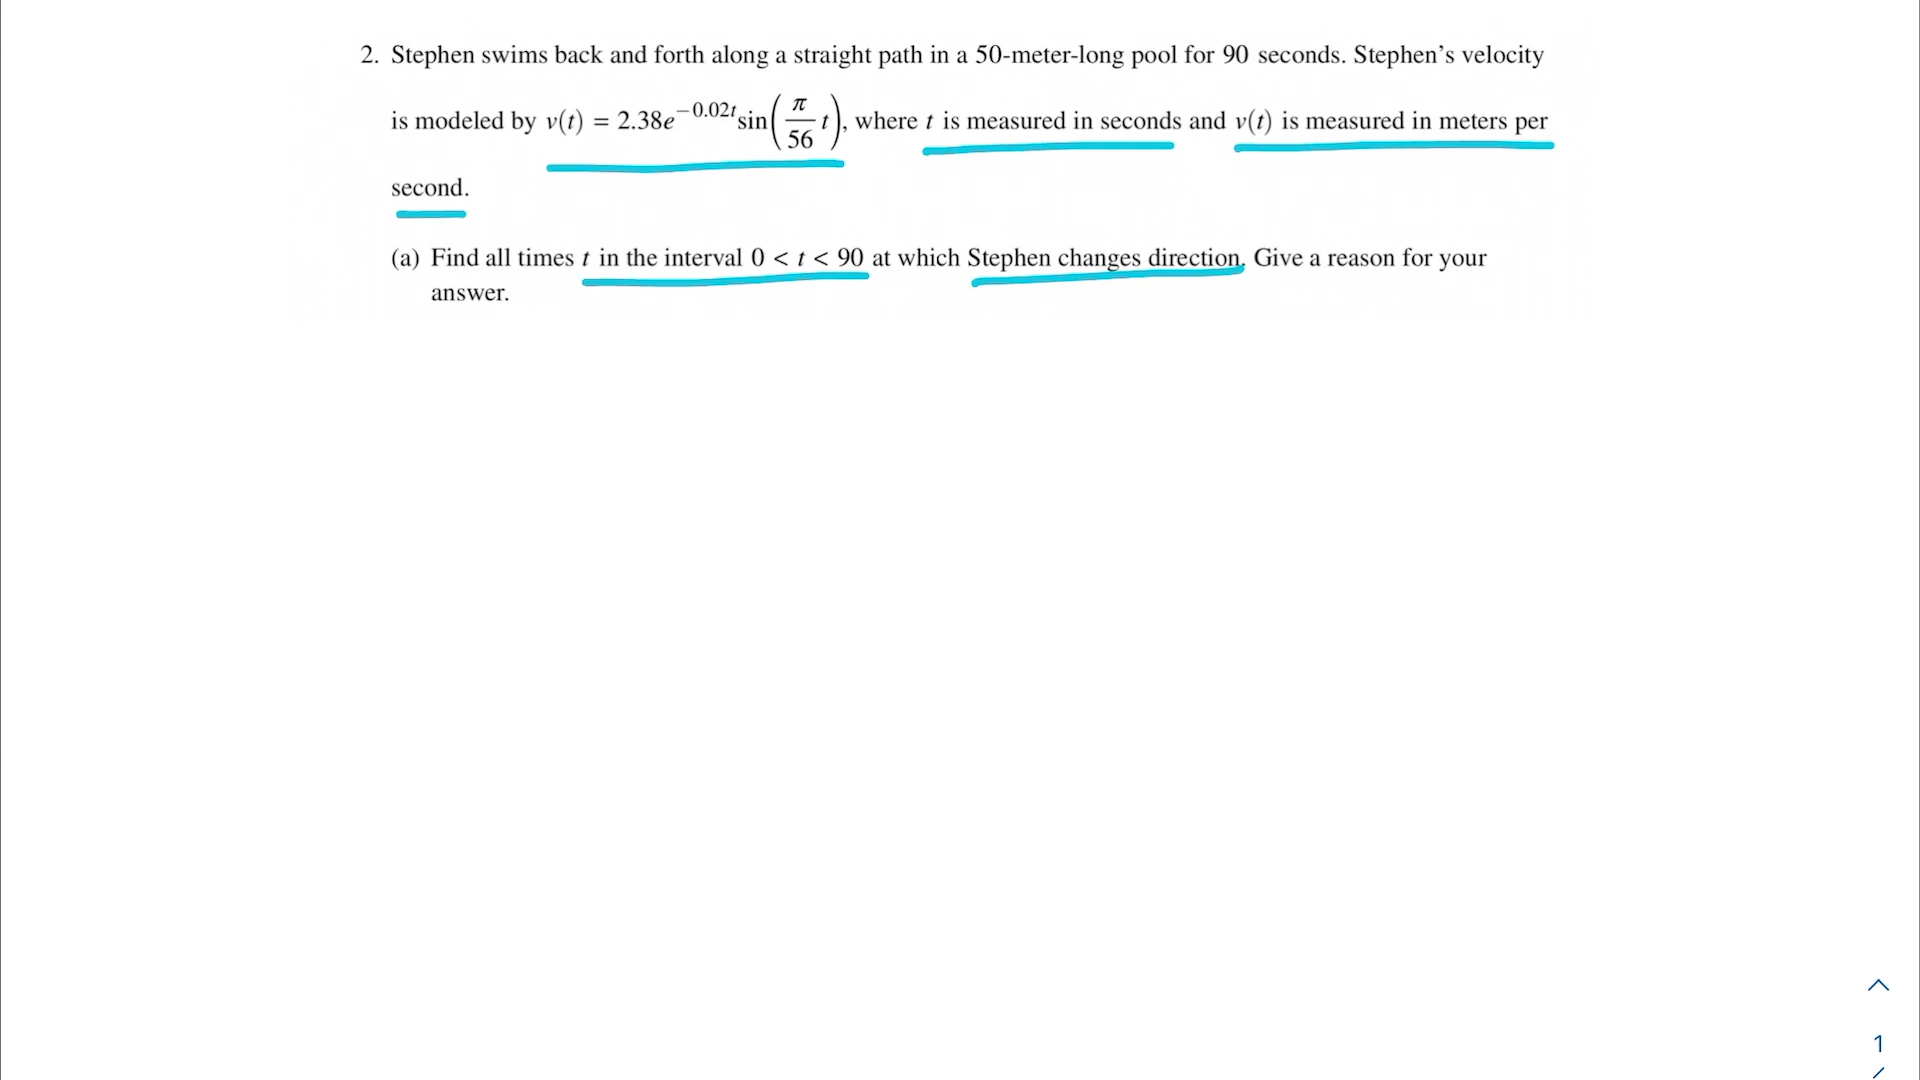 2. Stephen swims back and forth along a straight path in a 50-meter-long pool for 90 seconds. Stephen’s velocity
is modeled by v(t) = 2.38e^{−0.02t} sin(π/56 t), where t is measured in seconds and v(t) is measured in meters per
second.
(a) Find all times t in the interval 0 < t < 90 at which Stephen changes direction. Give a reason for your
answer.
1